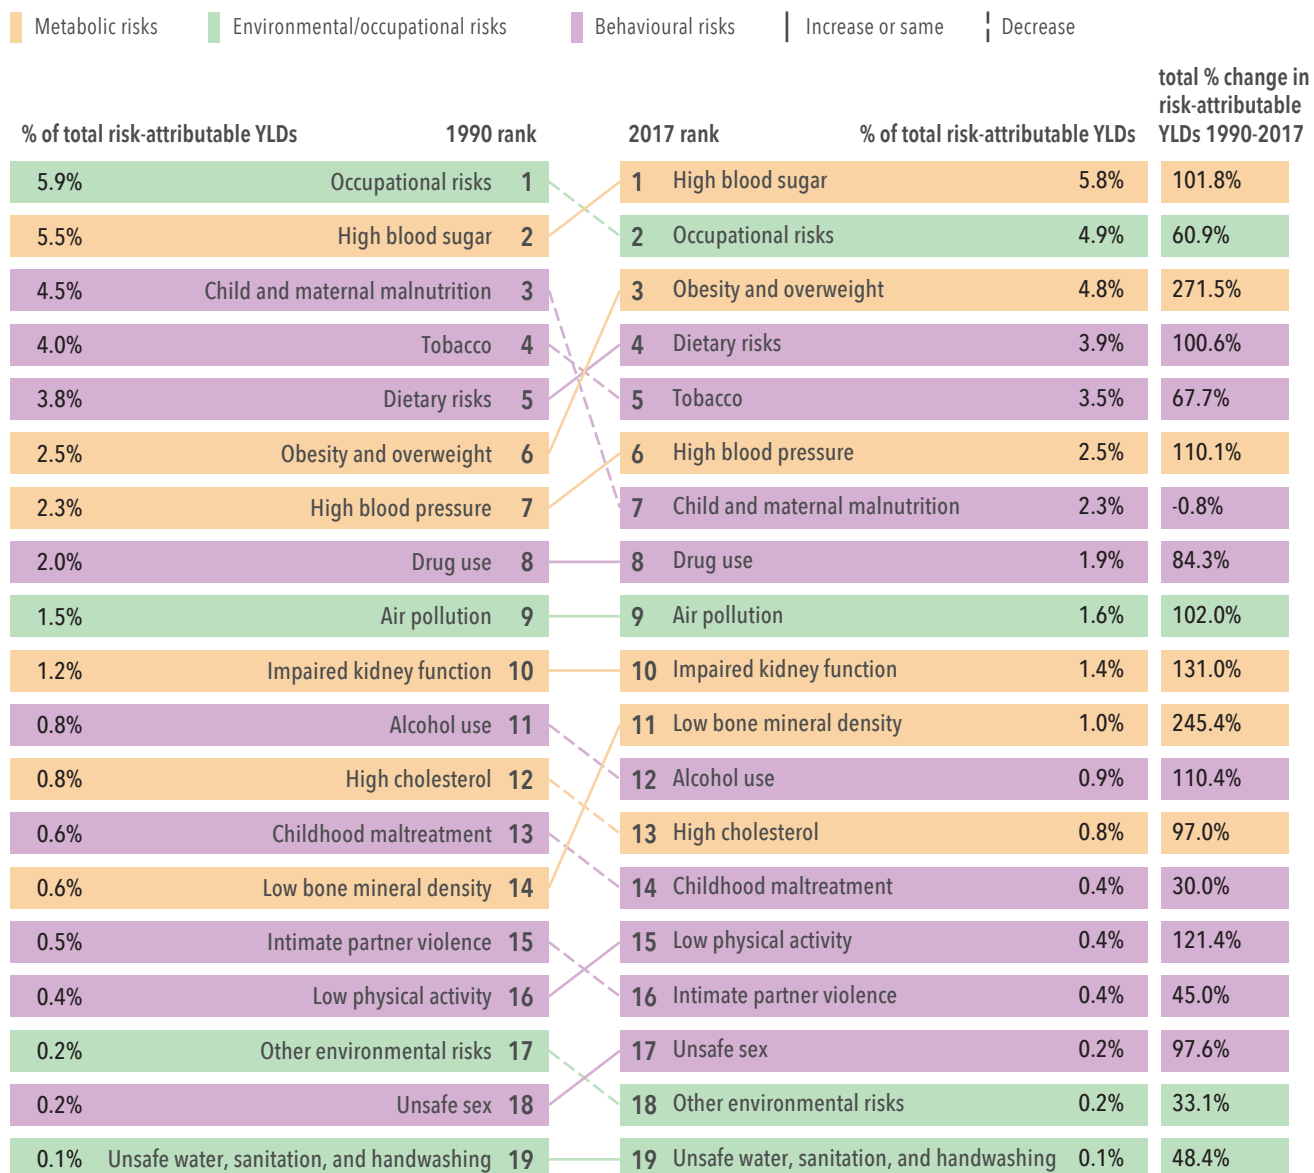 Metabolic risks Environmental/occupational risks Behavioural risks Increase or same Decrease
total % change in
risk-attributable
% of total risk-attributable YLDs 1990 rank 2017 rank % of total risk-attributable YLDs YLDs 1990-2017
5.9% Occupational risks 1 1 High blood sugar 5.8% 101.8%
5.5% High blood sugar 2 2 Occupational risks 4.9% 60.9%
4.5% Child and maternal malnutrition 3 3 Obesity and overweight 4.8% 271.5%
4.0% Tobacco 4 4 Dietary risks 3.9% 100.6%
3.8% Dietary risks 5 5 Tobacco 3.5% 67.7%
2.5% Obesity and overweight 6 6 High blood pressure 2.5% 110.1%
2.3% High blood pressure 7 7 Child and maternal malnutrition 2.3% -0.8%
2.0% Drug use 8 8 Drug use 1.9% 84.3%
1.5% Air pollution 9 9 Air pollution 1.6% 102.0%
1.2% Impaired kidney function 10 10 Impaired kidney function 1.4% 131.0%
0.8% Alcohol use 11 11 Low bone mineral density 1.0% 245.4%
0.8% High cholesterol 12 12 Alcohol use 0.9% 110.4%
0.6% Childhood maltreatment 13 13 High cholesterol 0.8% 97.0%
0.6% Low bone mineral density 14 14 Childhood maltreatment 0.4% 30.0%
0.5% Intimate partner violence 15 15 Low physical activity 0.4% 121.4%
0.4% Low physical activity 16 16 Intimate partner violence 0.4% 45.0%
0.2% Other environmental risks 17 17 Unsafe sex 0.2% 97.6%
0.2% Unsafe sex 18 18 Other environmental risks 0.2% 33.1%
0.1% Unsafe water, sanitation, and handwashing 19 19 Unsafe water, sanitation, and handwashing 0.1% 48.4%